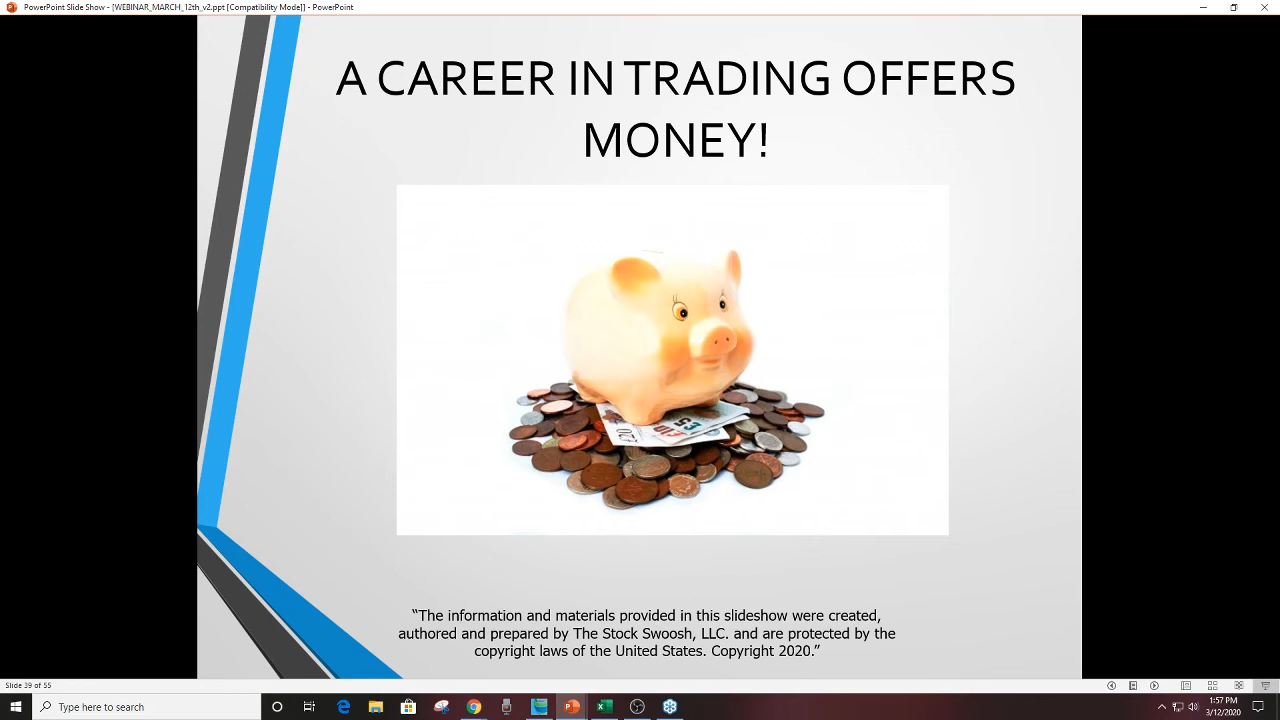 PowerPoint Slide Show - [WEBINAR_MARCH_12th_v2.ppt [Compatibility Mode]] - PowerPoint
A CAREER IN TRADING OFFERS
MONEY!
£5
£10
£20
“The information and materials provided in this slideshow were created,
authored and prepared by The Stock Swoosh, LLC. and are protected by the
copyright laws of the United States. Copyright 2020.”
Slide 39 of 55
Type here to search
1:57 PM
3/12/2020